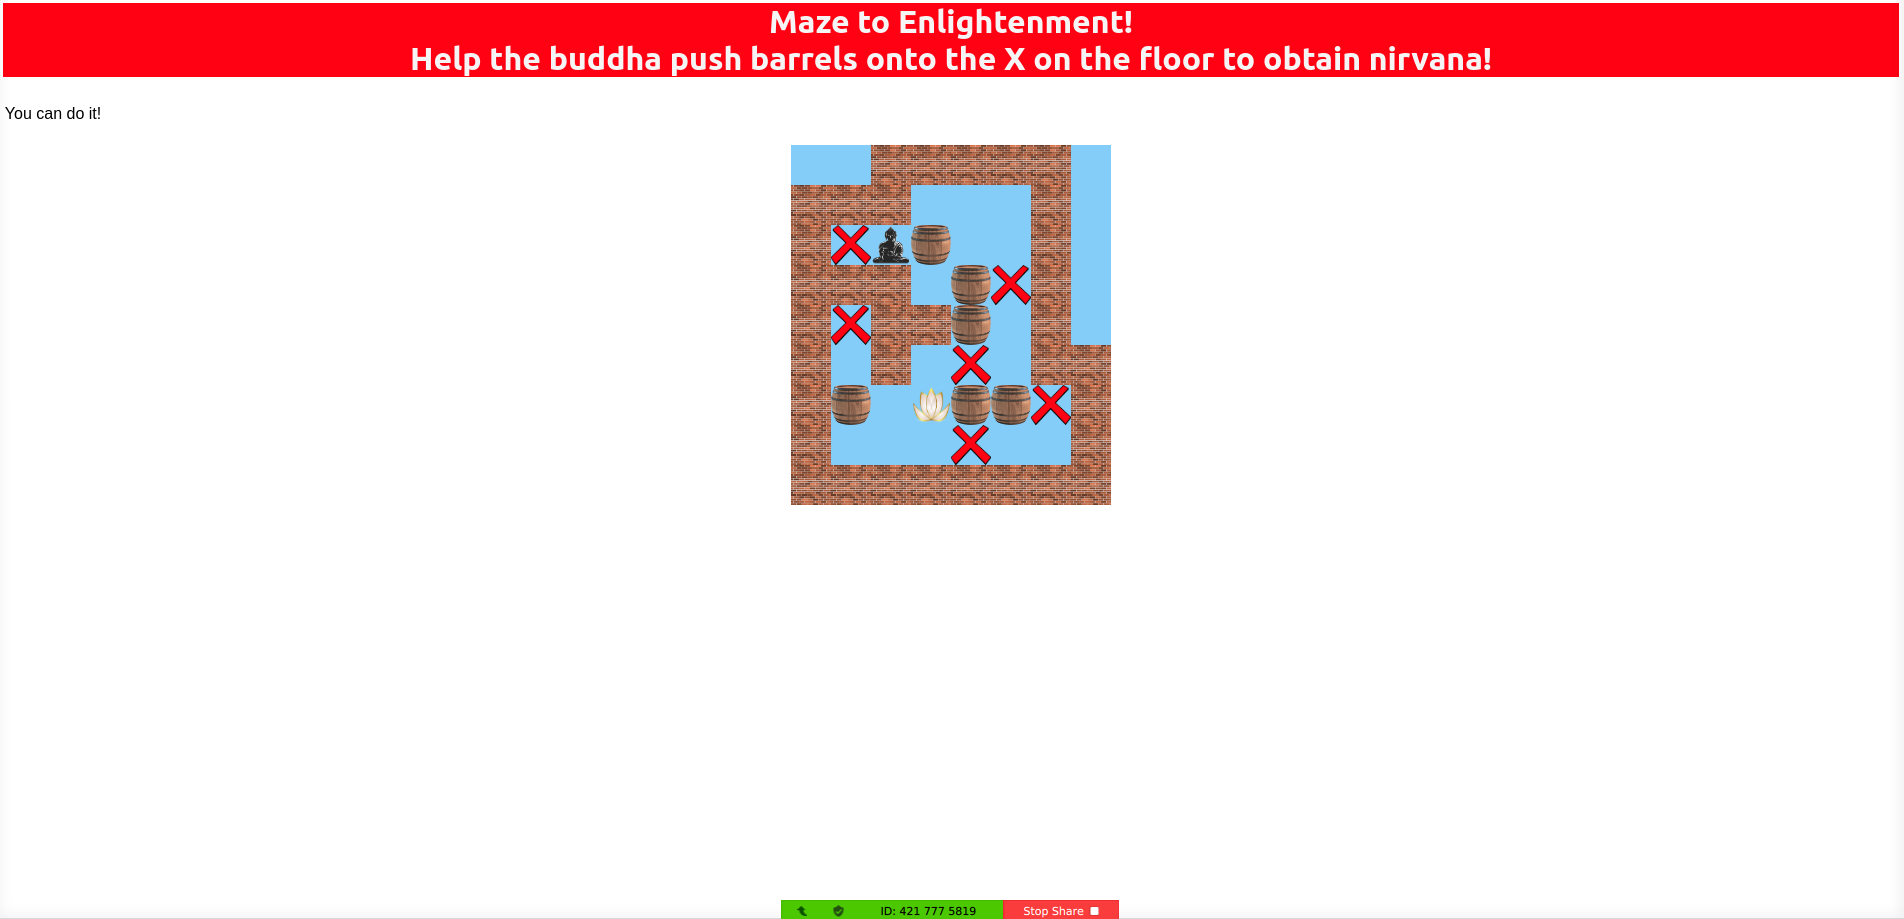 Maze to Enlightenment!
Help the buddha push barrels onto the X on the floor to obtain nirvana!
You can do it!
ID: 421 777 5819
Stop Share